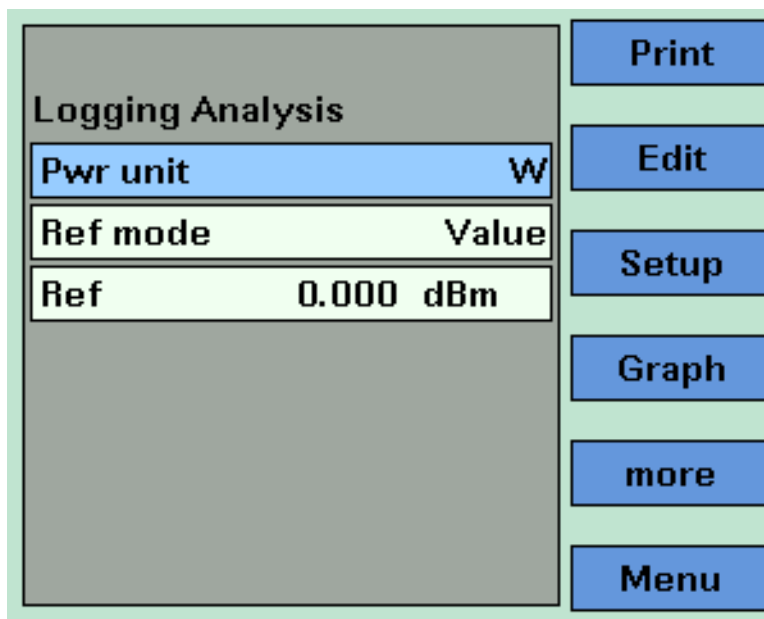 Logging Analysis
Pwr unit W
Ref mode Value
Ref 0.000 dBm
Print
Edit
Setup
Graph
more
Menu